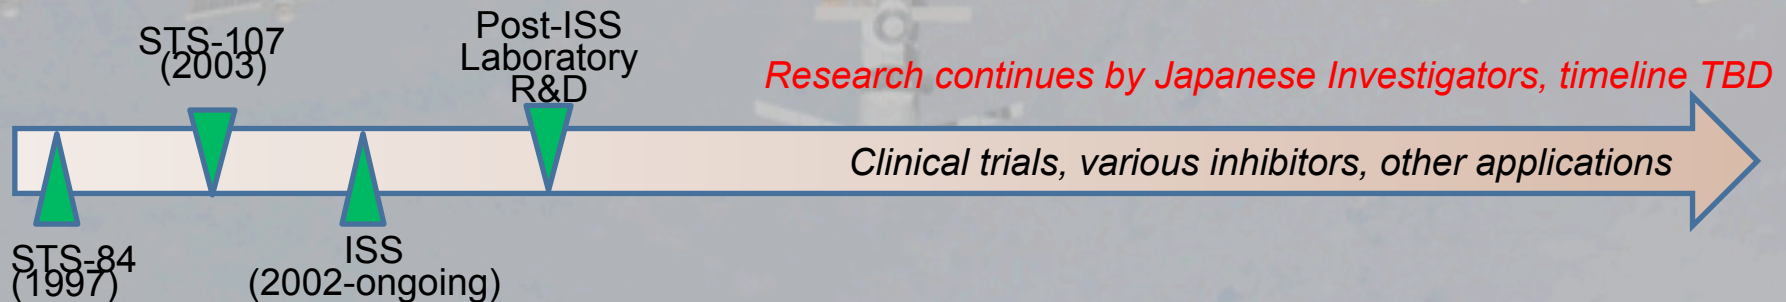 STS-107
(2003)
Post-ISS
Laboratory
R&D
Research continues by Japanese Investigators, timeline TBD
Clinical trials, various inhibitors, other applications
STS-84
(1997)
ISS
(2002-ongoing)